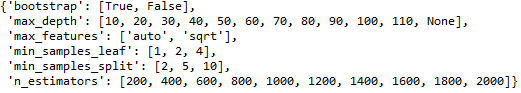 {'bootstrap': [True, False],
 'max_depth': [10, 20, 30, 40, 50, 60, 70, 80, 90, 100, 110, None],
 'max_features': ['auto', 'sqrt'],
 'min_samples_leaf': [1, 2, 4],
 'min_samples_split': [2, 5, 10],
 'n_estimators': [200, 400, 600, 800, 1000, 1200, 1400, 1600, 1800, 2000]}